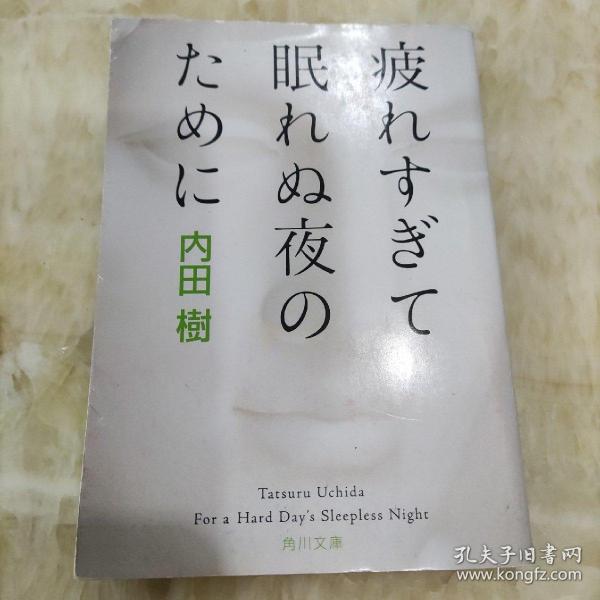 疲れすぎて
眠れぬ夜の
ために
内田 樹
Tatsuru Uchida
For a Hard Day's Sleepless Night
角川文庫
孔夫子旧书网
www.kongfz.com